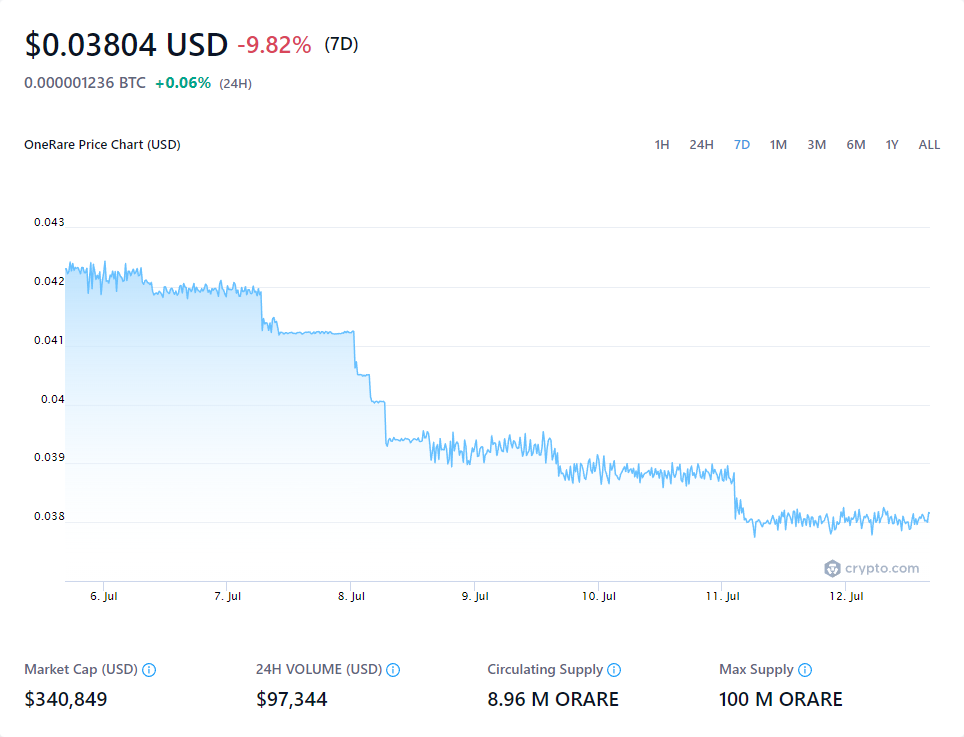 $0.03804 USD -9.82% (7D)
0.000001236 BTC +0.06% (24H)
OneRare Price Chart (USD) 1H 24H 7D 1M 3M 6M 1Y ALL
0.043
0.042
0.041
0.04
0.039
0.038
crypto.com
6. Jul 7. Jul 8. Jul 9. Jul 10. Jul 11. Jul 12. Jul
Market Cap (USD) 24H VOLUME (USD) Circulating Supply Max Supply
$340,849 $97,344 8.96 M ORARE 100 M ORARE